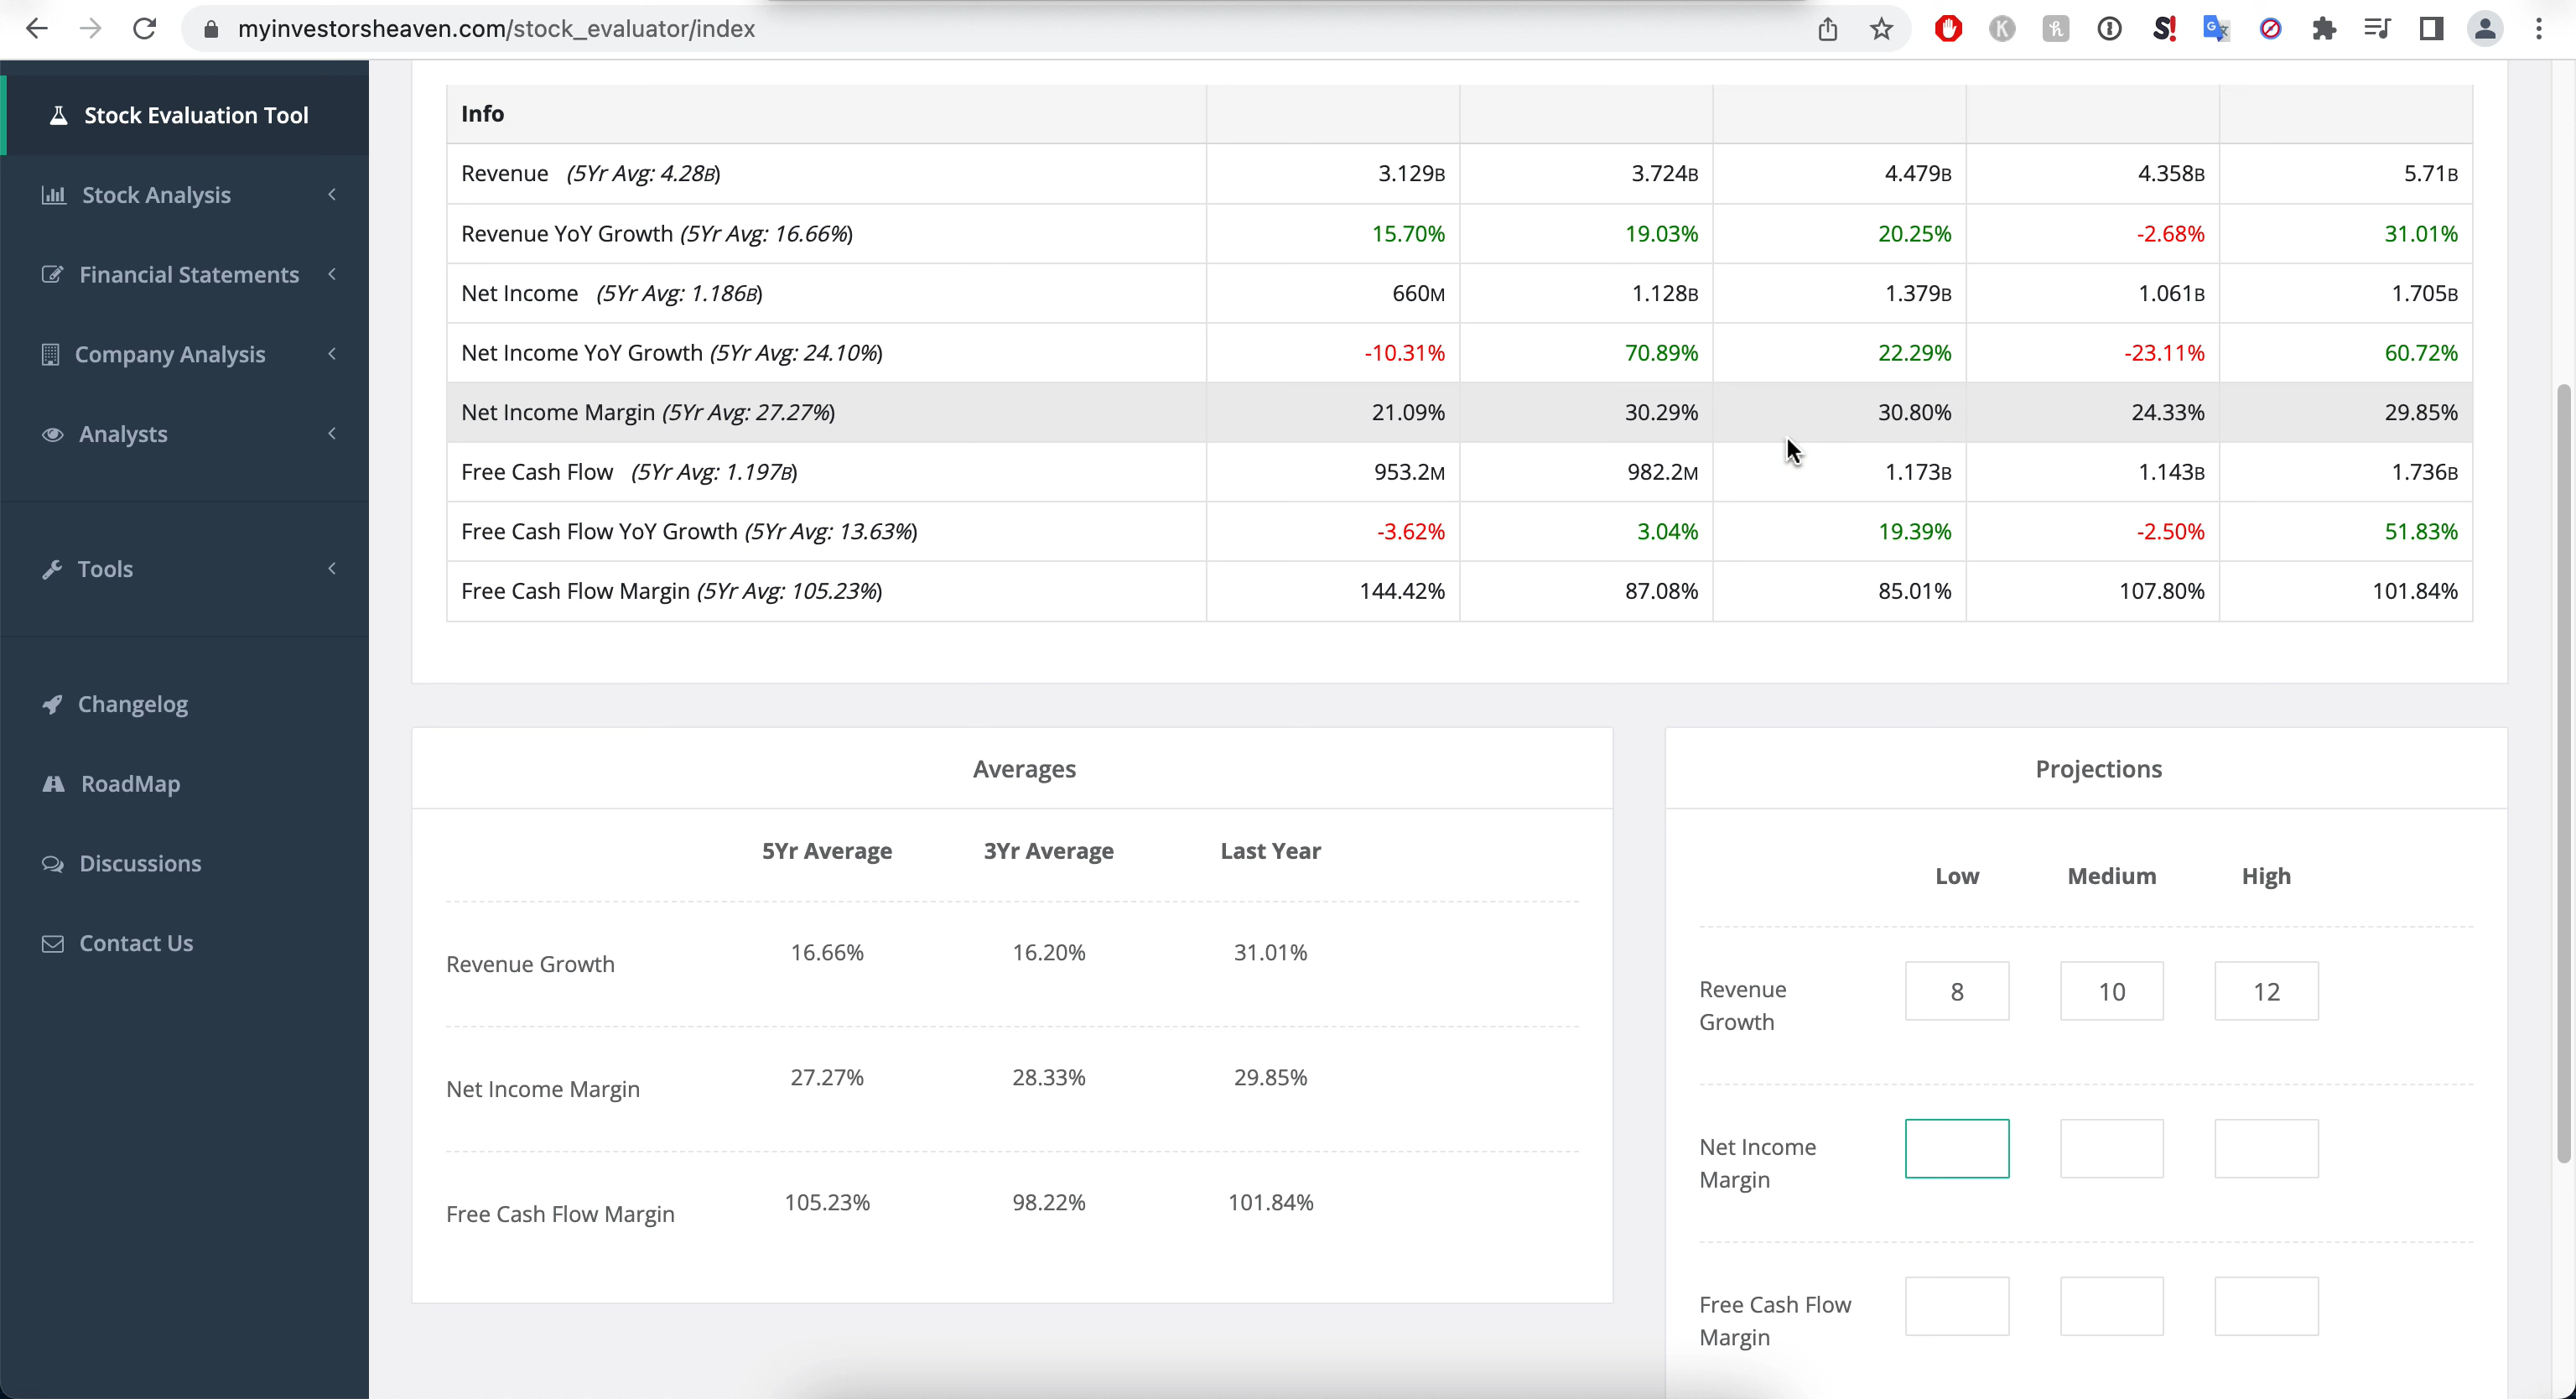 myinvestorsheaven.com/stock_evaluator/index
Stock Evaluation Tool
Stock Analysis
Financial Statements
Company Analysis
Analysts
Tools
Changelog
RoadMap
Discussions
Contact Us
Info
Revenue (5Yr Avg: 4.28B) 3.129B 3.724B 4.479B 4.358B 5.71B
Revenue YoY Growth (5Yr Avg: 16.66%) 15.70% 19.03% 20.25% -2.68% 31.01%
Net Income (5Yr Avg: 1.186B) 660M 1.128B 1.379B 1.061B 1.705B
Net Income YoY Growth (5Yr Avg: 24.10%) -10.31% 70.89% 22.29% -23.11% 60.72%
Net Income Margin (5Yr Avg: 27.27%) 21.09% 30.29% 30.80% 24.33% 29.85%
Free Cash Flow (5Yr Avg: 1.197B) 953.2M 982.2M 1.173B 1.143B 1.736B
Free Cash Flow YoY Growth (5Yr Avg: 13.63%) -3.62% 3.04% 19.39% -2.50% 51.83%
Free Cash Flow Margin (5Yr Avg: 105.23%) 144.42% 87.08% 85.01% 107.80% 101.84%
Averages
5Yr Average 3Yr Average Last Year
Revenue Growth 16.66% 16.20% 31.01%
Net Income Margin 27.27% 28.33% 29.85%
Free Cash Flow Margin 105.23% 98.22% 101.84%
Projections
Low Medium High
Revenue
Growth
8 10 12
Net Income
Margin
Free Cash Flow
Margin